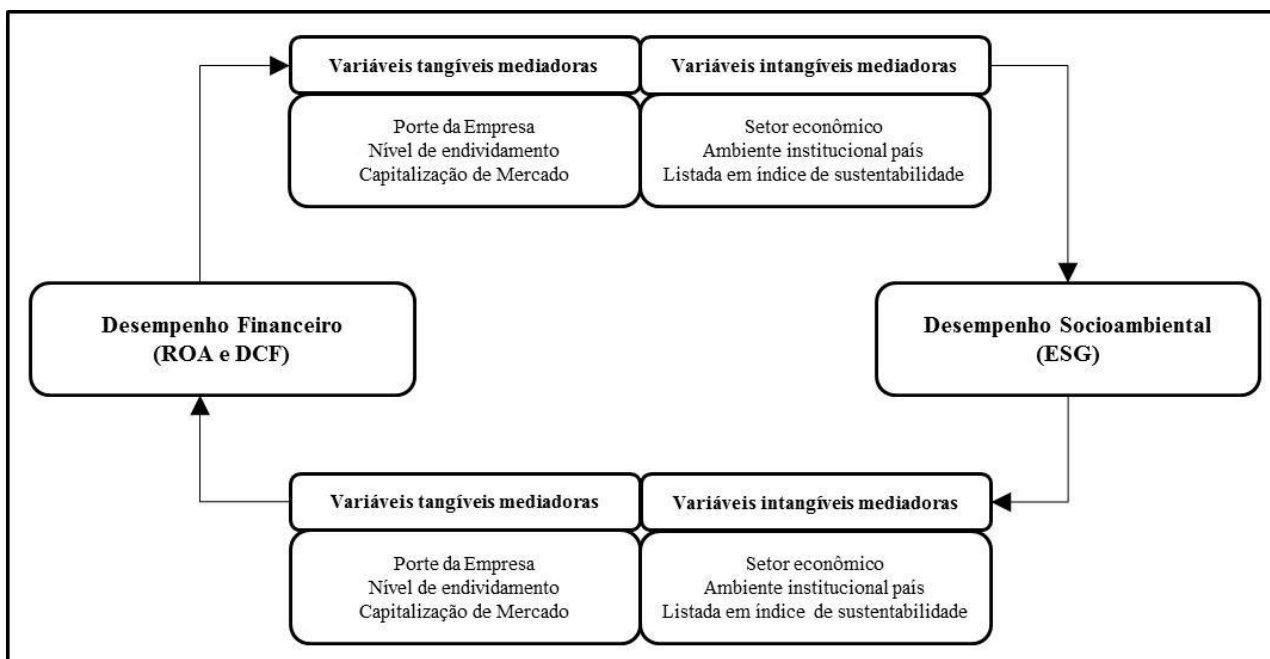 Variáveis tangíveis mediadoras
Variáveis intangíveis mediadoras
Porte da Empresa
Nível de endividamento
Capitalização de Mercado
Setor econômico
Ambiente institucional país
Listada em índice de sustentabilidade
Desempenho Financeiro
(ROA e DCF)
Desempenho Socioambiental
(ESG)
Variáveis tangíveis mediadoras
Variáveis intangíveis mediadoras
Porte da Empresa
Nível de endividamento
Capitalização de Mercado
Setor econômico
Ambiente institucional país
Listada em índice de sustentabilidade